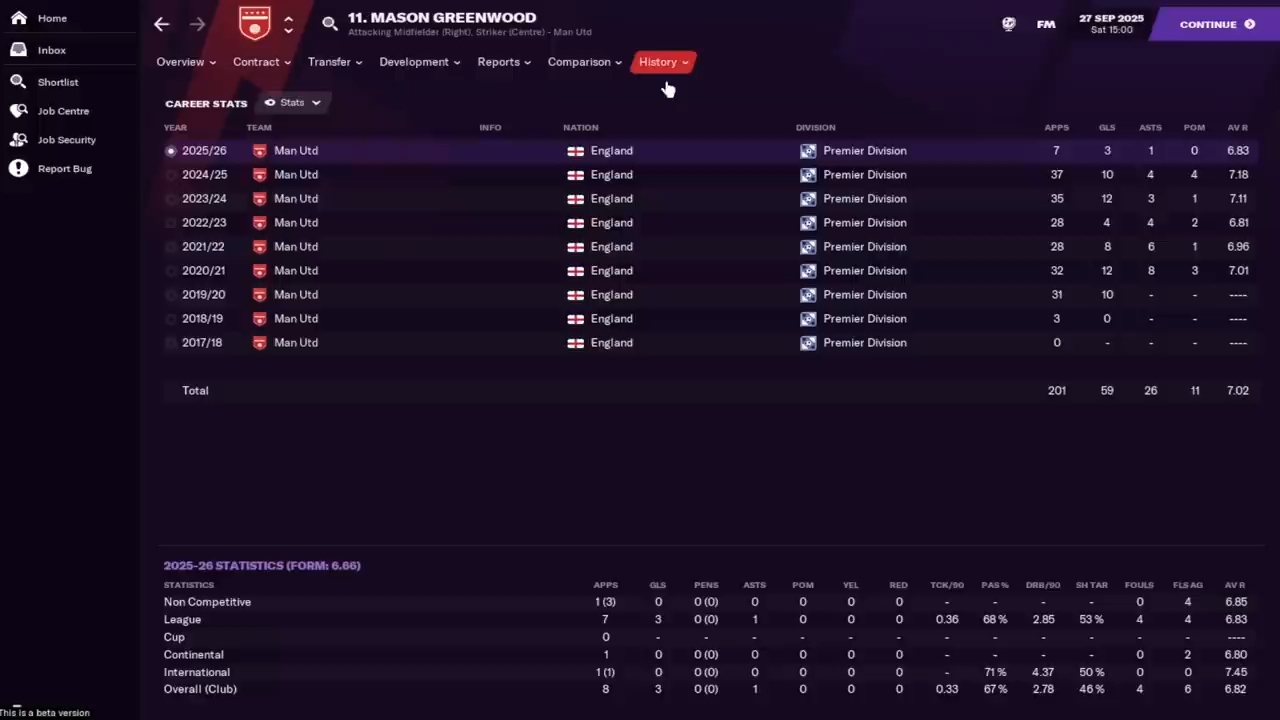 Home
Inbox
Shortlist
Job Centre
Job Security
Report Bug
11. MASON GREENWOOD
Attacking Midfielder (Right), Striker (Centre) - Man Utd
FM
27 SEP 2025
Sat 15:00
CONTINUE
Overview Contract Transfer Development Reports Comparison History
CAREER STATS Stats
YEAR TEAM INFO NATION DIVISION APPS GLS ASTS POM AV R
2025/26 Man Utd England Premier Division 7 3 1 0 6.83
2024/25 Man Utd England Premier Division 37 10 4 4 7.18
2023/24 Man Utd England Premier Division 35 12 3 1 7.11
2022/23 Man Utd England Premier Division 28 4 4 2 6.81
2021/22 Man Utd England Premier Division 28 8 6 1 6.96
2020/21 Man Utd England Premier Division 32 12 8 3 7.01
2019/20 Man Utd England Premier Division 31 10 - - ----
2018/19 Man Utd England Premier Division 3 0 - - ----
2017/18 Man Utd England Premier Division 0 - - - ----
Total 201 59 26 11 7.02
2025-26 STATISTICS (FORM: 6.66)
STATISTICS APPS GLS PENS ASTS POM YEL RED TCK/90 PAS % DRB/90 SH TAR FOULS FLS AG AV R
Non Competitive 1 (3) 0 0 (0) 0 0 0 0 - - - - 0 4 6.85
League 7 3 0 (0) 1 0 0 0 0.36 68 % 2.85 53 % 4 4 6.83
Cup 0 - - - - - - - - - - - - ----
Continental 1 0 0 (0) 0 0 0 0 - - - - 0 2 6.80
International 1 (1) 0 0 (0) 0 0 0 0 - 71 % 4.37 50 % 0 0 7.45
Overall (Club) 8 3 0 (0) 1 0 0 0 0.33 67 % 2.78 46 % 4 6 6.82
This is a beta version